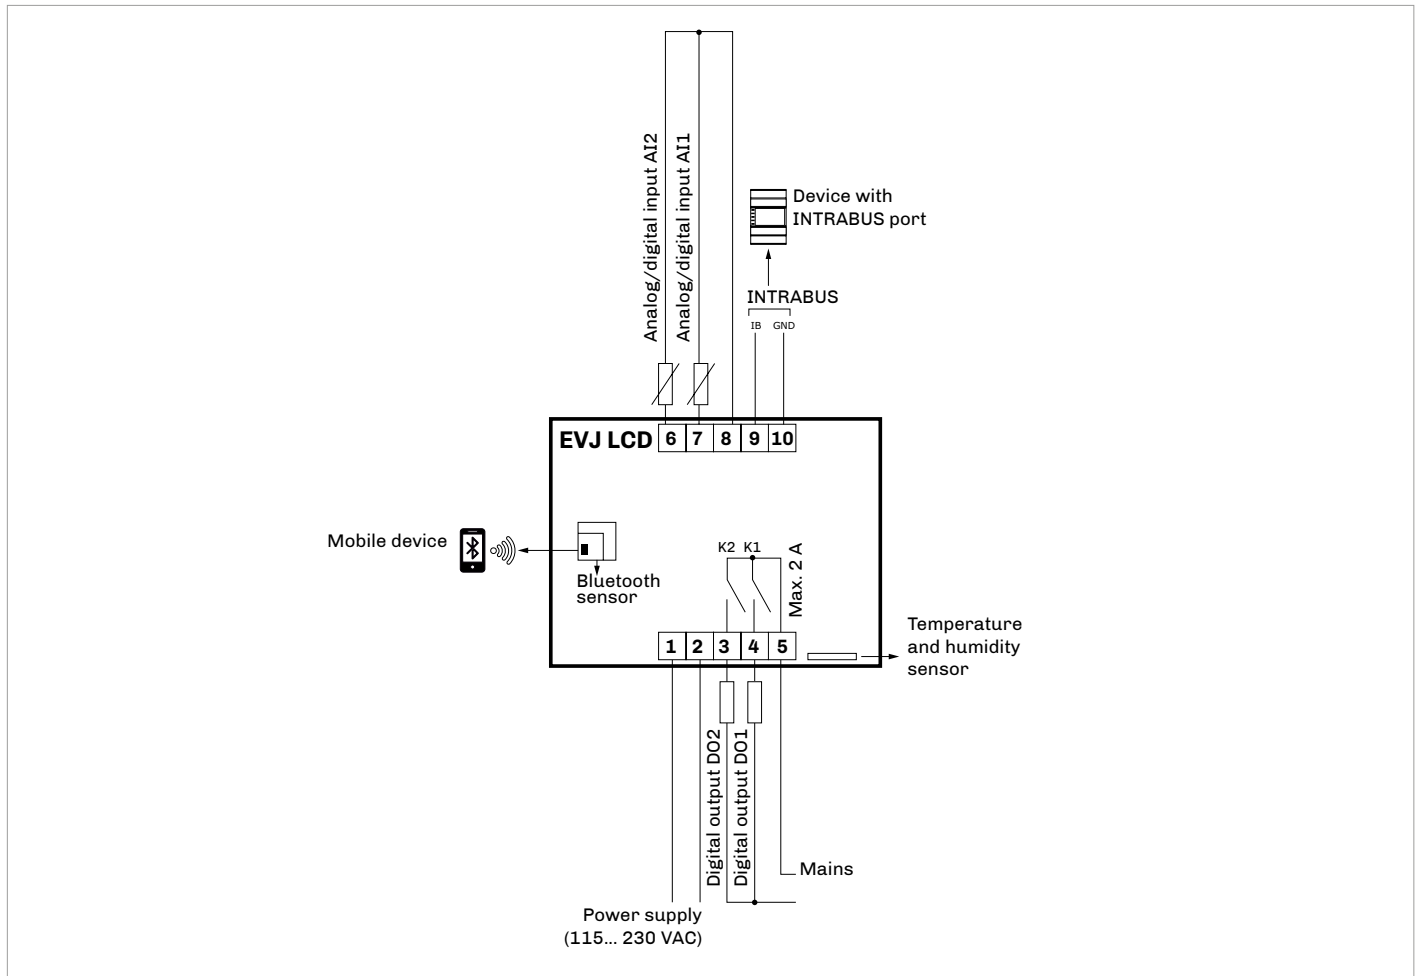 Analog/digital input AI2
Analog/digital input AI1
Device with
INTRABUS port
INTRABUS
IB GND
EVJ LCD 6 7 8 9 10
Mobile device
Bluetooth
sensor
K2 K1
Max. 2 A
1 2 3 4 5
Temperature
and humidity
sensor
Digital output DO2
Digital output DO1
Mains
Power supply
(115... 230 VAC)